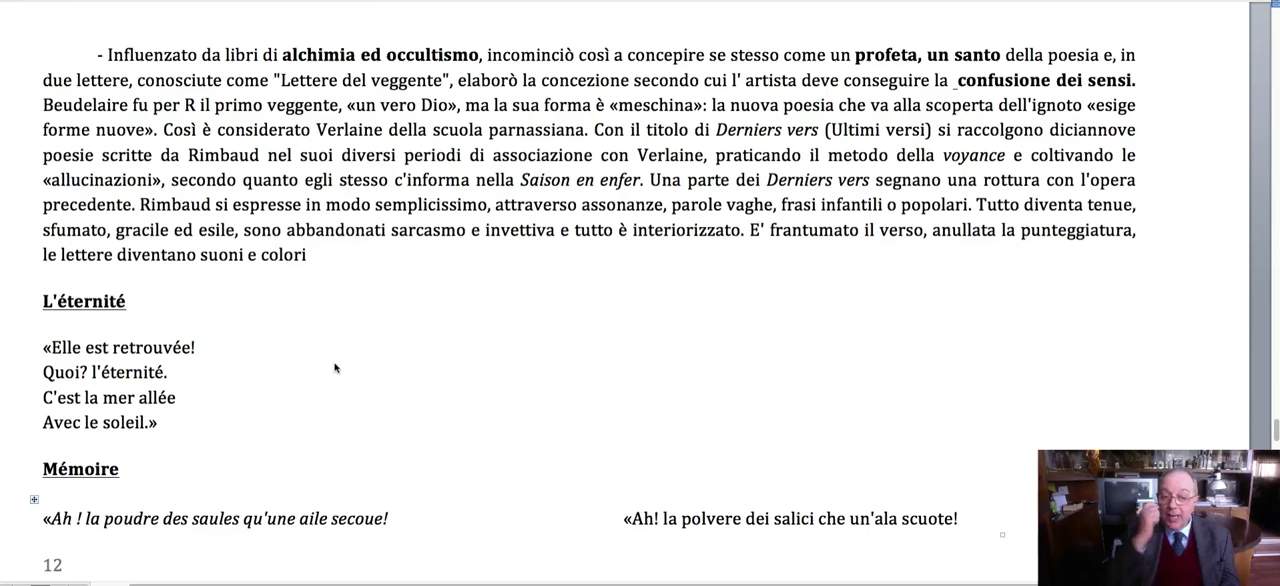 - Influenzato da libri di alchimia ed occultismo, incominciò così a concepire se stesso come un profeta, un santo della poesia e, in
due lettere, conosciute come "Lettere del veggente", elaborò la concezione secondo cui l' artista deve conseguire la _confusione dei sensi.
Beudelaire fu per R il primo veggente, «un vero Dio», ma la sua forma è «meschina»: la nuova poesia che va alla scoperta dell'ignoto «esige
forme nuove». Così è considerato Verlaine della scuola parnassiana. Con il titolo di Derniers vers (Ultimi versi) si raccolgono diciannove
poesie scritte da Rimbaud nel suoi diversi periodi di associazione con Verlaine, praticando il metodo della voyance e coltivando le
«allucinazioni», secondo quanto egli stesso c'informa nella Saison en enfer. Una parte dei Derniers vers segnano una rottura con l'opera
precedente. Rimbaud si espresse in modo semplicissimo, attraverso assonanze, parole vaghe, frasi infantili o popolari. Tutto diventa tenue,
sfumato, gracile ed esile, sono abbandonati sarcasmo e invettiva e tutto è interiorizzato. E' frantumato il verso, anullata la punteggiatura,
le lettere diventano suoni e colori
L'éternité
«Elle est retrouvée!
Quoi? l'éternité.
C'est la mer allée
Avec le soleil.»
Mémoire
«Ah ! la poudre des saules qu'une aile secoue!
«Ah! la polvere dei salici che un'ala scuote!
12